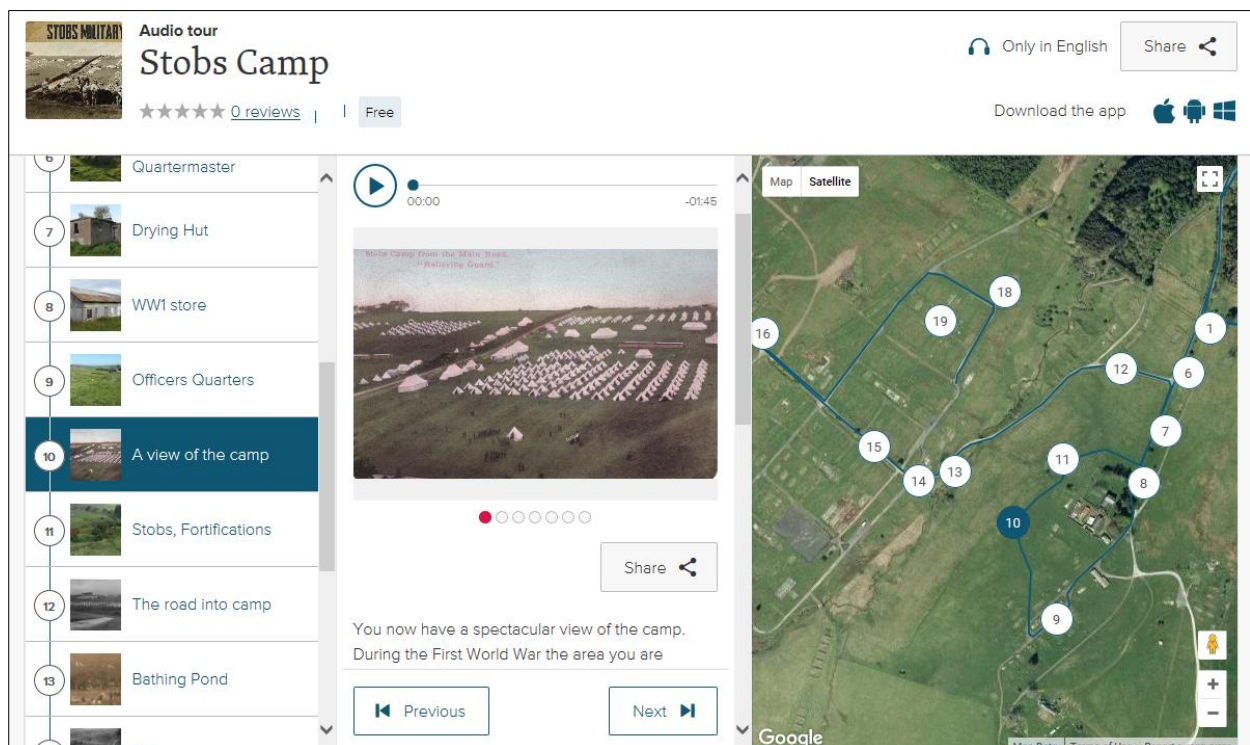 STOBS MILITARY
Audio tour
Stobs Camp
0 reviews
Free
Only in English
Share
Download the app
6
Quartermaster
7
Drying Hut
8
WW1 store
9
Officers Quarters
10
A view of the camp
11
Stobs, Fortifications
12
The road into camp
13
Bathing Pond
00:00
-01:45
Stobs Camp from the Main Road.
"Relieving Guard."
Share
You now have a spectacular view of the camp.
During the First World War the area you are
Previous
Next
Map
Satellite
18
19
16
1
12
6
7
15
13
11
14
8
10
9
+
−
Google